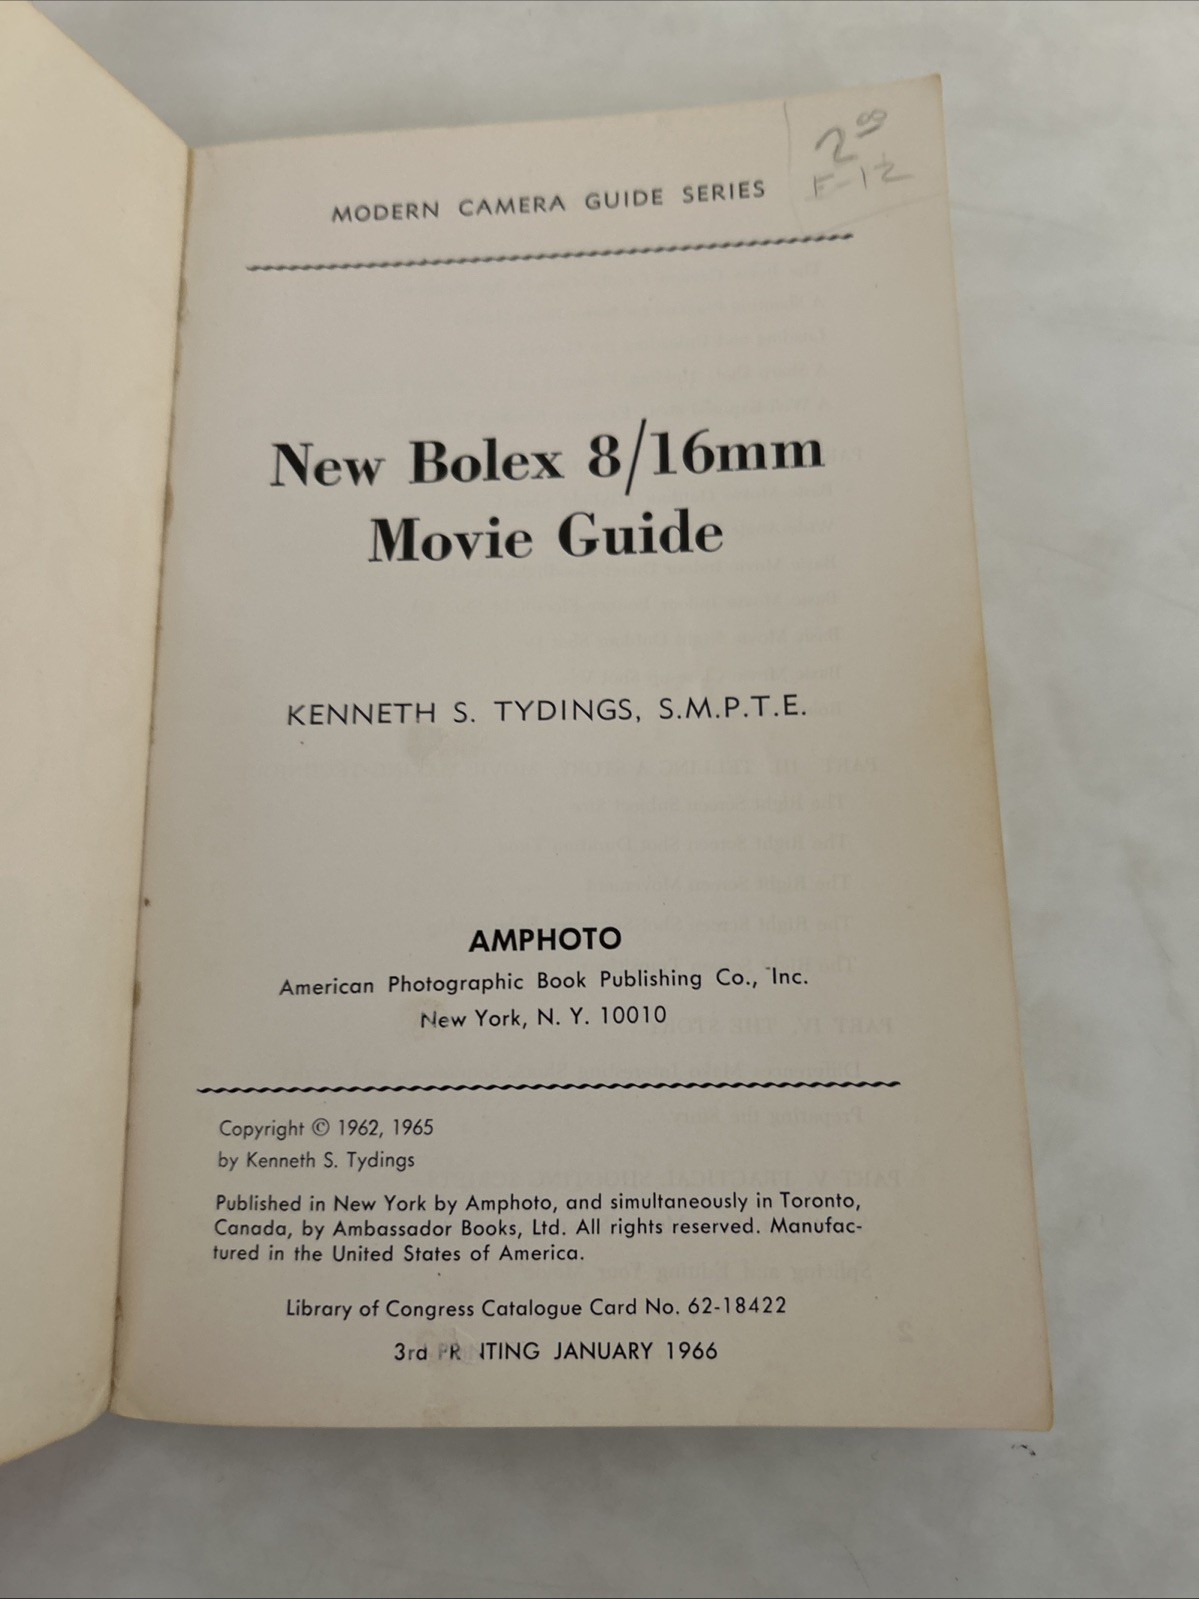 2⁰⁰
F-12
MODERN CAMERA GUIDE SERIES
New Bolex 8/16mm
Movie Guide
KENNETH S. TYDINGS, S.M.P.T.E.
AMPHOTO
American Photographic Book Publishing Co., Inc.
New York, N. Y. 10010
Copyright © 1962, 1965
by Kenneth S. Tydings
Published in New York by Amphoto, and simultaneously in Toronto,
Canada, by Ambassador Books, Ltd. All rights reserved. Manufac-
tured in the United States of America.
Library of Congress Catalogue Card No. 62-18422
3rd PRINTING JANUARY 1966